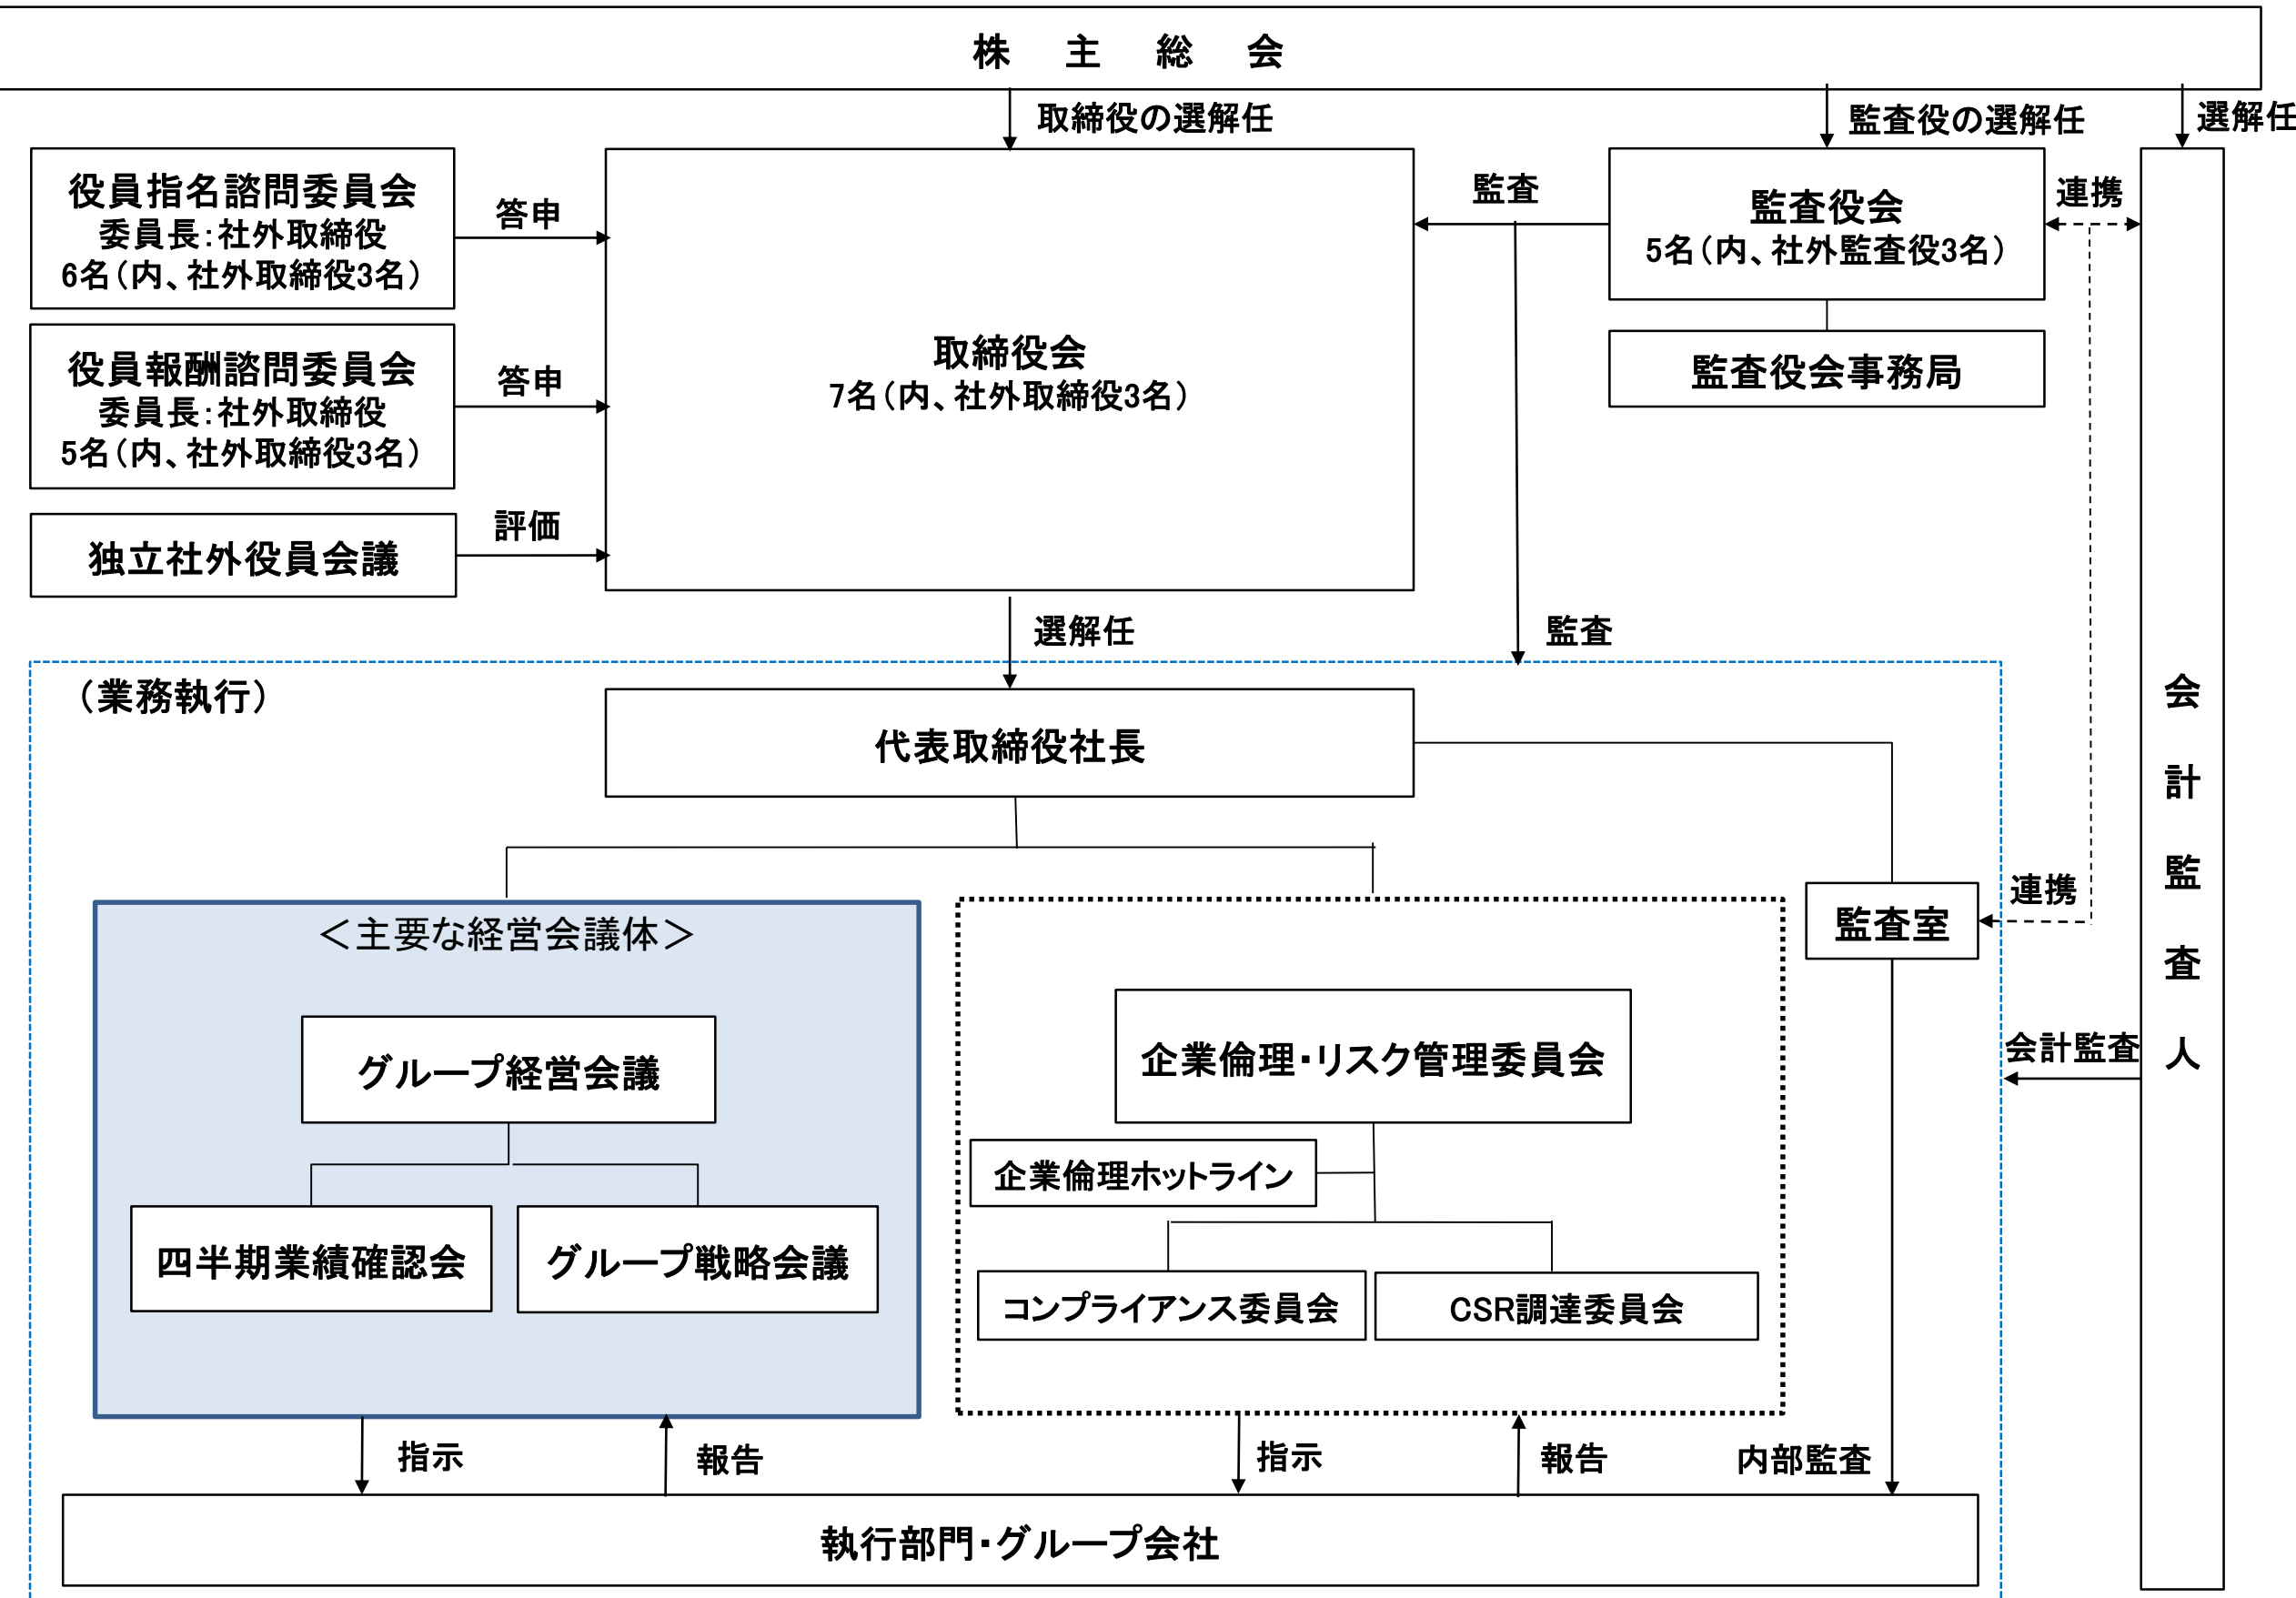 株主総会
取締役の選解任
監査役の選解任
選解任
役員指名諮問委員会
委員長：社外取締役
6名（内、社外取締役3名）
答申
取締役会
7名（内、社外取締役3名）
監査
監査役会
5名（内、社外監査役3名）
連携
監査役会事務局
役員報酬諮問委員会
委員長：社外取締役
5名（内、社外取締役3名）
答申
独立社外役員会議
評価
選解任
監査
会計監査人
（業務執行）
代表取締役社長
＜主要な経営会議体＞
グループ経営会議
四半期業績確認会
グループ戦略会議
企業倫理・リスク管理委員会
企業倫理ホットライン
コンプライアンス委員会
CSR調達委員会
監査室
連携
会計監査
指示
報告
指示
報告
内部監査
執行部門・グループ会社